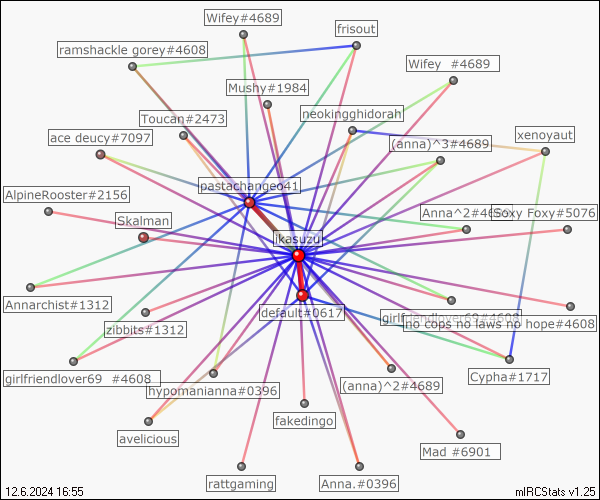 Wifey#4689
frisout
ramshackle gorey#4608
Wifey #4689
Mushy#1984
Toucan#2473
neokingghidorah
ace deucy#7097
(anna)^3#4689
xenoyaut
pastachangeo41
AlpineRooster#2156
Skalman
Anna^2#4689
Soxy Foxy#5076
ikasuzu
Annarchist#1312
default#0617
girlfriendlover69#4608
no cops no laws no hope#4608
zibbits#1312
girlfriendlover69 #4608
hypomanianna#0396
(anna)^2#4689
Cypha#1717
fakedingo
avelicious
Mad #6901
rattgaming
Anna.#0396
12.6.2024 16:55
mIRCStats v1.25